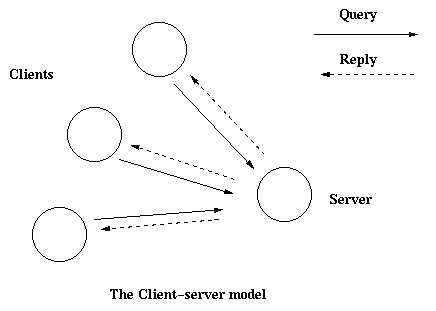 Query
Reply
Clients
Server
The Client–server model